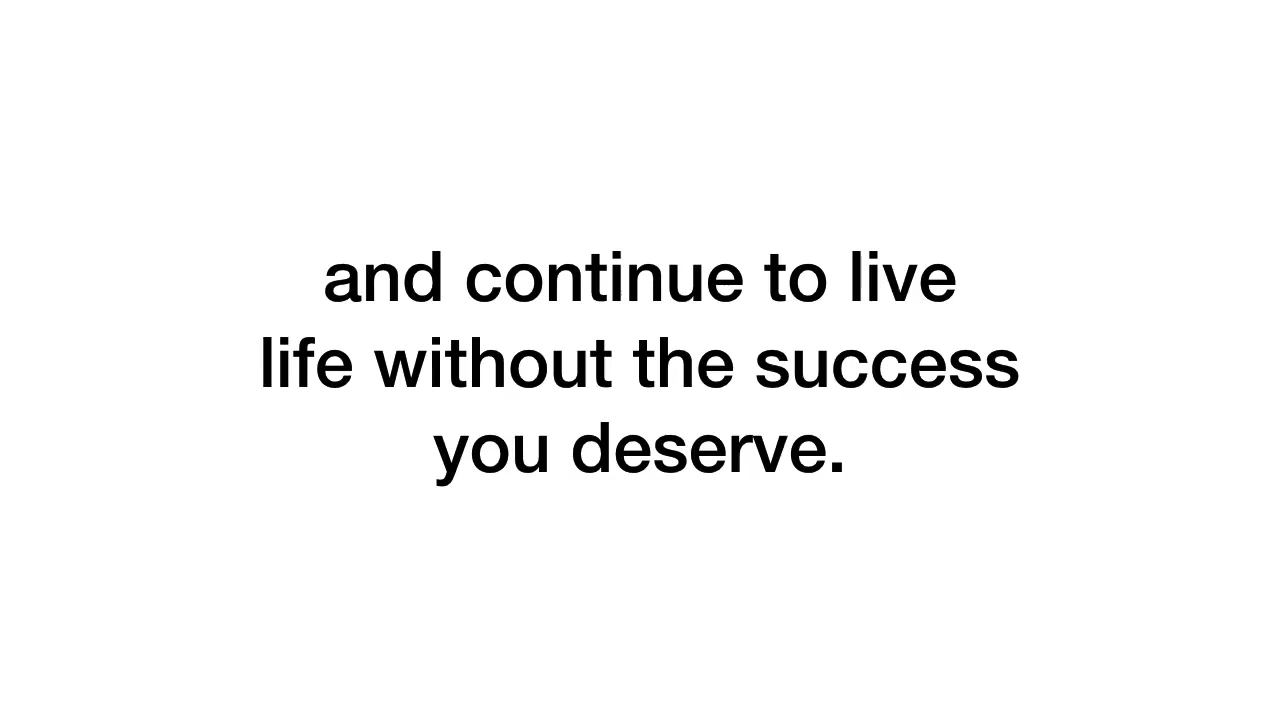 and continue to live
life without the success
you deserve.